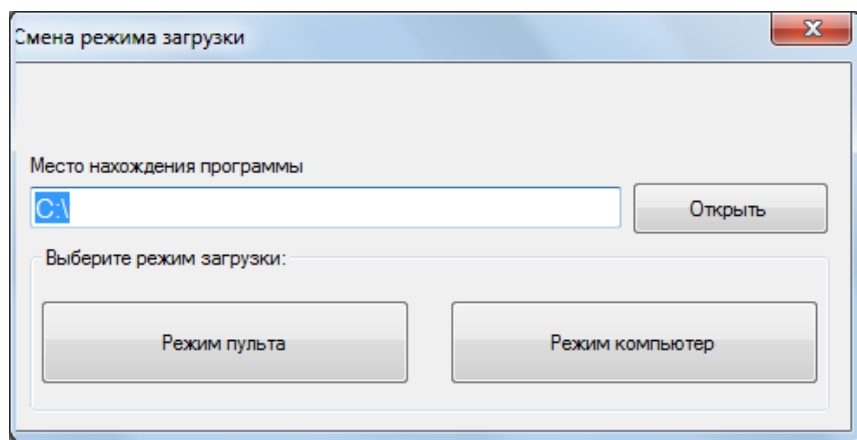 Смена режима загрузки
Место нахождения программы
C:\
Открыть
Выберите режим загрузки:
Режим пульта
Режим компьютер